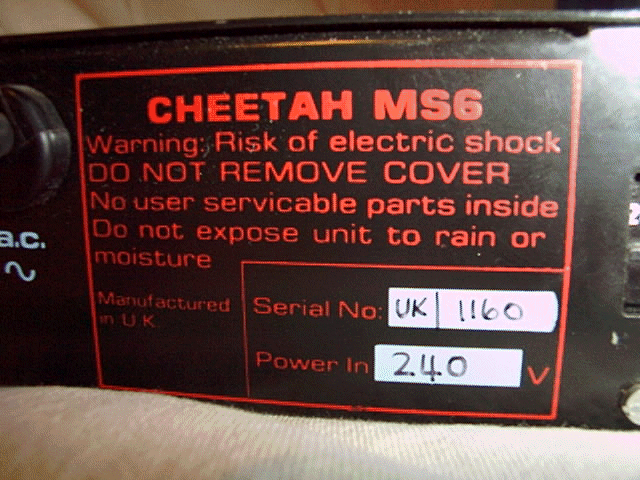 CHEETAH MS6
Warning: Risk of electric shock
DO NOT REMOVE COVER
No user servicable parts inside
Do not expose unit to rain or
moisture
a.c.
~
Manufactured
in U.K
Serial No: UK| 1160
Power In 240 V
2